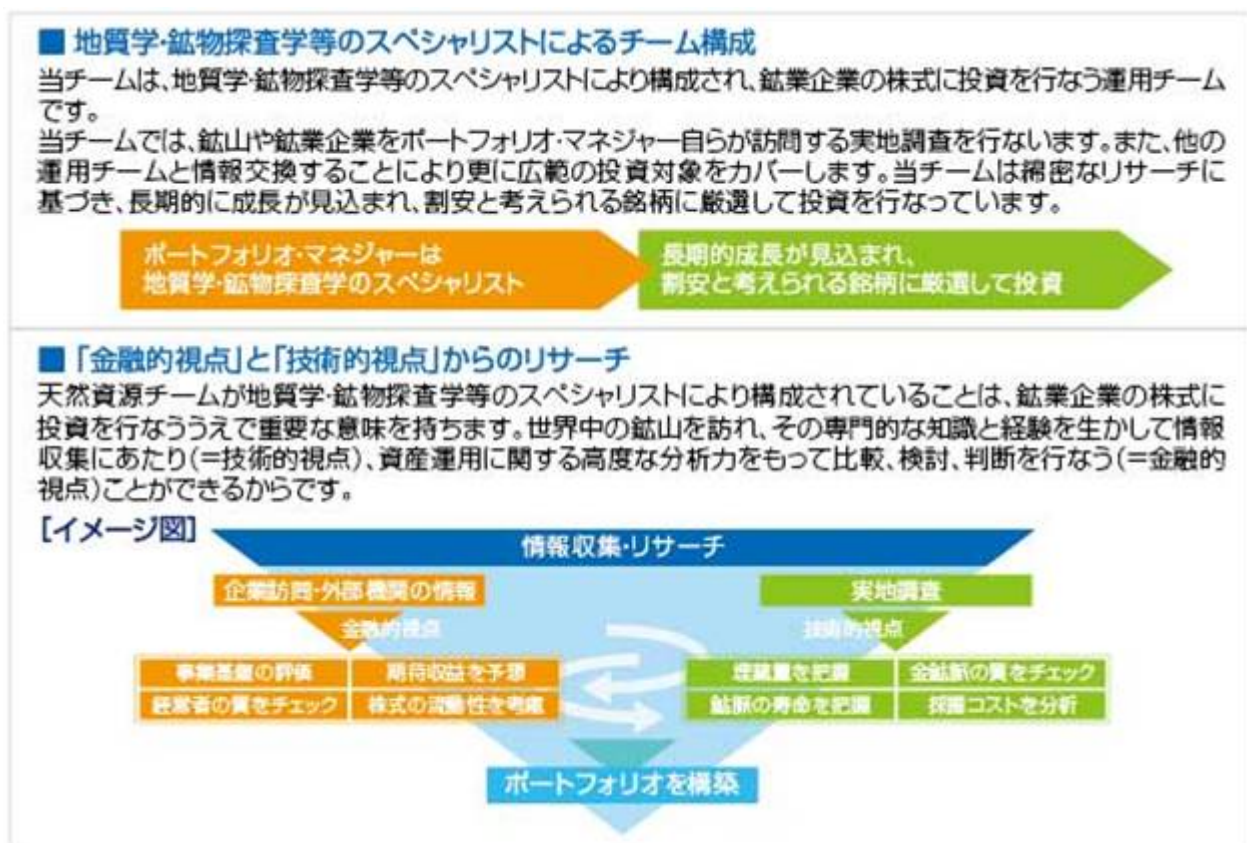 ■ 地質学・鉱物探査学等のスペシャリストによるチーム構成
当チームは、地質学・鉱物探査学等のスペシャリストにより構成され、鉱業企業の株式に投資を行なう運用チーム
です。
当チームでは、鉱山や鉱業企業をポートフォリオ・マネジャー自らが訪問する実地調査を行ないます。また、他の
運用チームと情報交換することにより更に広範の投資対象をカバーします。当チームは綿密なリサーチに
基づき、長期的に成長が見込まれ、割安と考えられる銘柄に厳選して投資を行なっています。
ポートフォリオ・マネジャーは
地質学・鉱物探査学のスペシャリスト
長期的成長が見込まれ、
割安と考えられる銘柄に厳選して投資
■ 「金融的視点」と「技術的視点」からのリサーチ
天然資源チームが地質学・鉱物探査学等のスペシャリストにより構成されていることは、鉱業企業の株式に
投資を行なううえで重要な意味を持ちます。世界中の鉱山を訪れ、その専門的な知識と経験を生かして情報
収集にあたり(=技術的視点)、資産運用に関する高度な分析力をもって比較、検討、判断を行なう(=金融的
視点)ことができるからです。
[イメージ図]
情報収集・リサーチ
企業訪問・外部機関の情報
実地調査
金融的視点
技術的視点
事業基盤の評価
期待収益を予想
経営者の質をチェック
株式の流動性を考慮
埋蔵量を把握
金鉱脈の質をチェック
鉱脈の寿命を把握
採掘コストを分析
ポートフォリオを構築